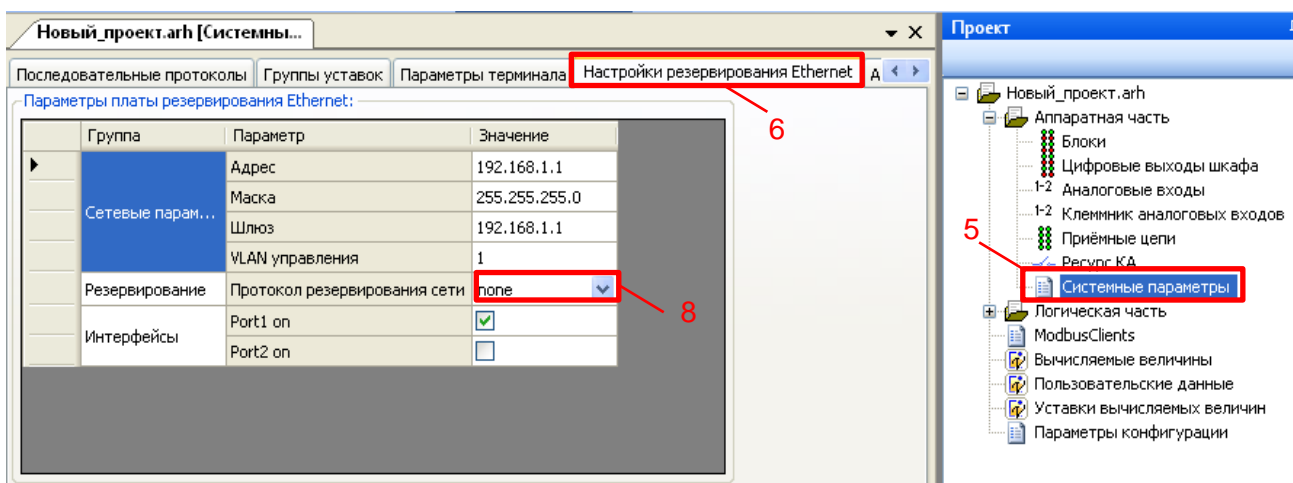 Новый_проект.arh [Системны...
Последовательные протоколы
Группы уставок
Параметры терминала
Настройки резервирования Ethernet
Параметры платы резервирования Ethernet:
6
Группа Параметр Значение
Сетевые парам...
Адрес 192.168.1.1
Маска 255.255.255.0
Шлюз 192.168.1.1
VLAN управления 1
Резервирование Протокол резервирования сети none
8
Интерфейсы
Port1 on
Port2 on
Проект
Новый_проект.arh
Аппаратная часть
Блоки
Цифровые выходы шкафа
1-2 Аналоговые входы
1-2 Клеммник аналоговых входов
5
Приёмные цепи
Ресурс КА
Системные параметры
Логическая часть
ModbusClients
Вычисляемые величины
Пользовательские данные
Уставки вычисляемых величин
Параметры конфигурации